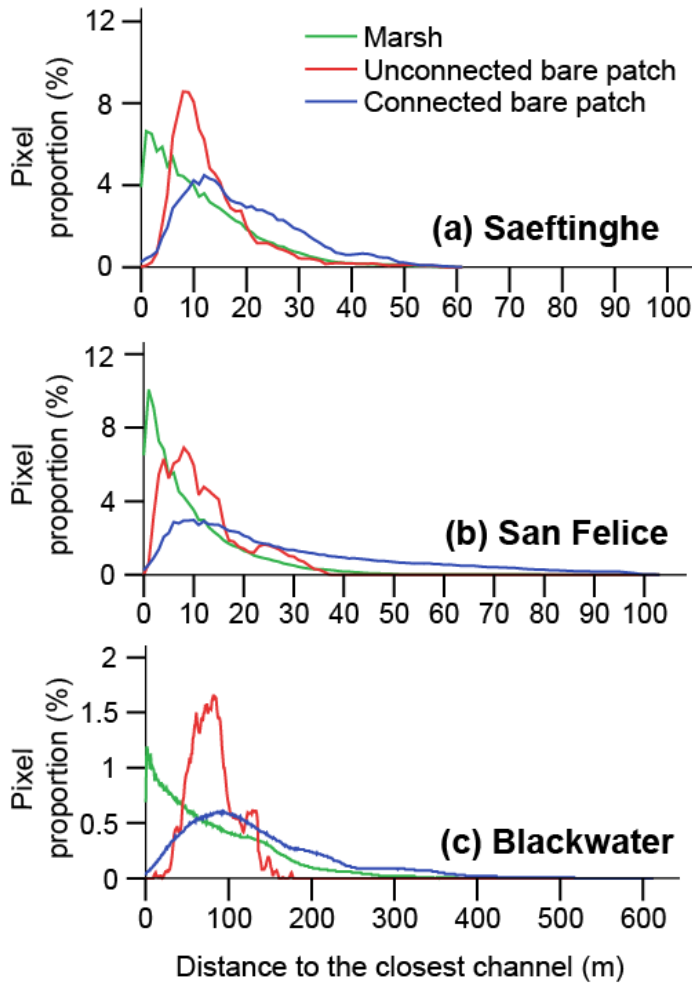 12
8
4
0
Pixel
proportion (%)
Marsh
Unconnected bare patch
Connected bare patch
(a) Saeftinghe
0 10 20 30 40 50 60 70 80 90 100
12
8
4
0
Pixel
proportion (%)
(b) San Felice
0 10 20 30 40 50 60 70 80 90 100
2
1.5
1
0.5
0
Pixel
proportion (%)
(c) Blackwater
0 100 200 300 400 500 600
Distance to the closest channel (m)